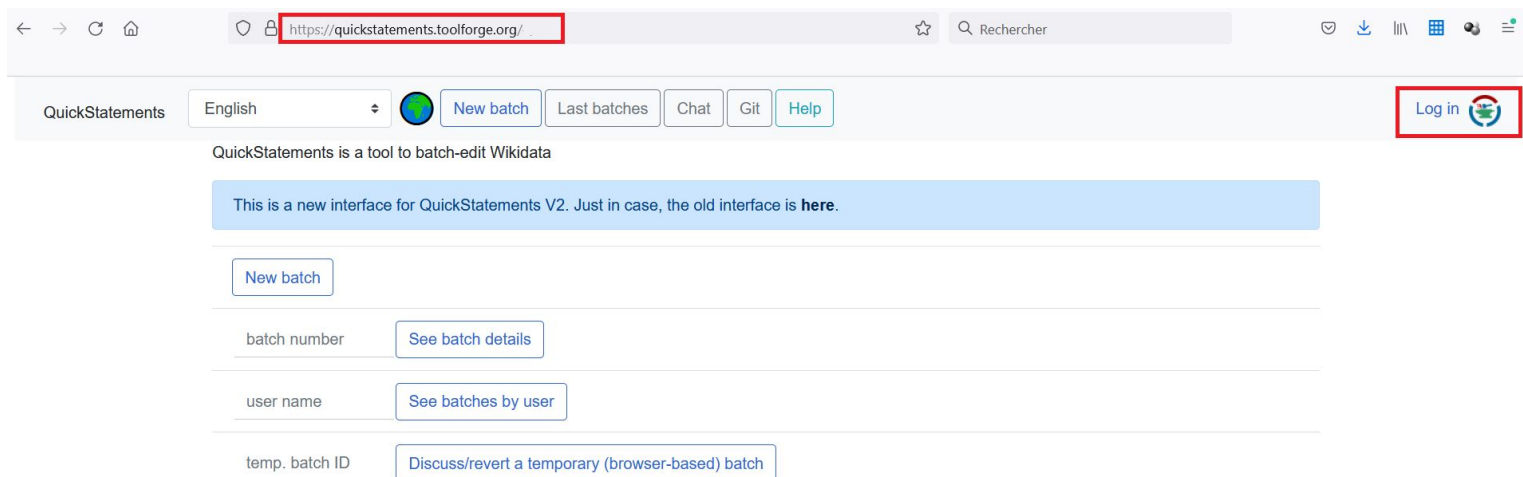 https://quickstatements.toolforge.org/
Rechercher
QuickStatements English New batch Last batches Chat Git Help Log in
QuickStatements is a tool to batch-edit Wikidata
This is a new interface for QuickStatements V2. Just in case, the old interface is here.
New batch
batch number See batch details
user name See batches by user
temp. batch ID Discuss/revert a temporary (browser-based) batch